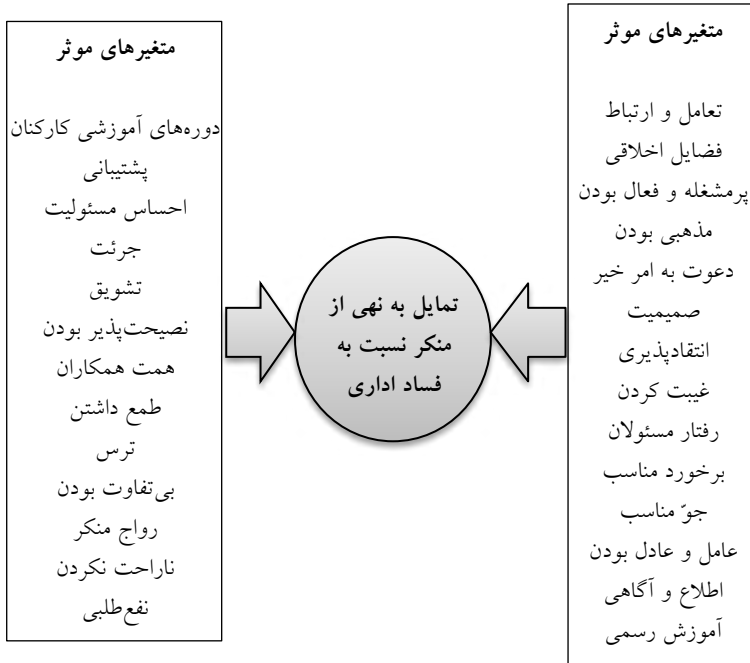 متغیرهای موثر
تعامل و ارتباط
فضایل اخلاقی
پرمشغله و فعال بودن
مذهبی بودن
دعوت به امر خیر
صمیمیت
انتقادپذیری
غیبت کردن
رفتار مسئولان
برخورد مناسب
جوّ مناسب
عامل و عادل بودن
اطلاع و آگاهی
آموزش رسمی
تمایل به نهی از
منکر نسبت به
فساد اداری
متغیرهای موثر
دوره‌های آموزشی کارکنان
پشتیبانی
احساس مسئولیت
جرئت
تشویق
نصیحت‌پذیر بودن
همت همکاران
طمع داشتن
ترس
بی‌تفاوت بودن
رواج منکر
ناراحت نکردن
نفع‌طلبی